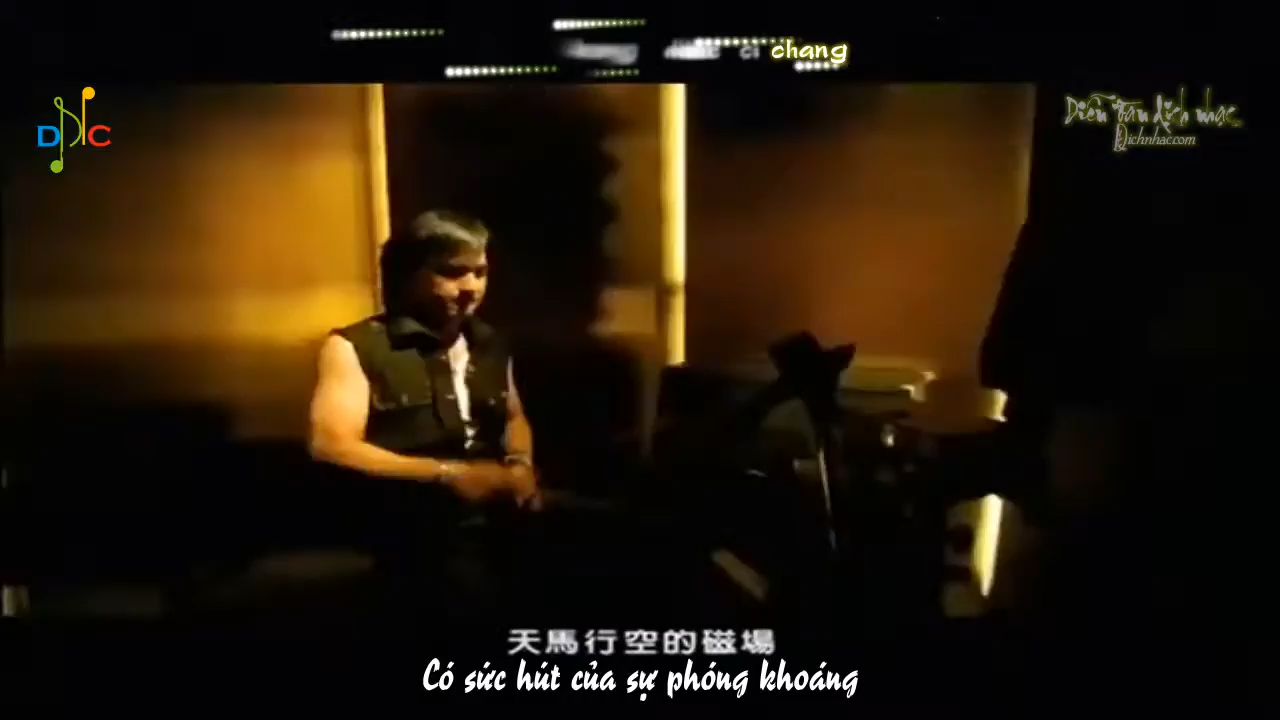 chang
DNC
Diễn đàn dịch nhạc
Dichnhac.com
天馬行空的磁場
Có sức hút của sự phóng khoáng